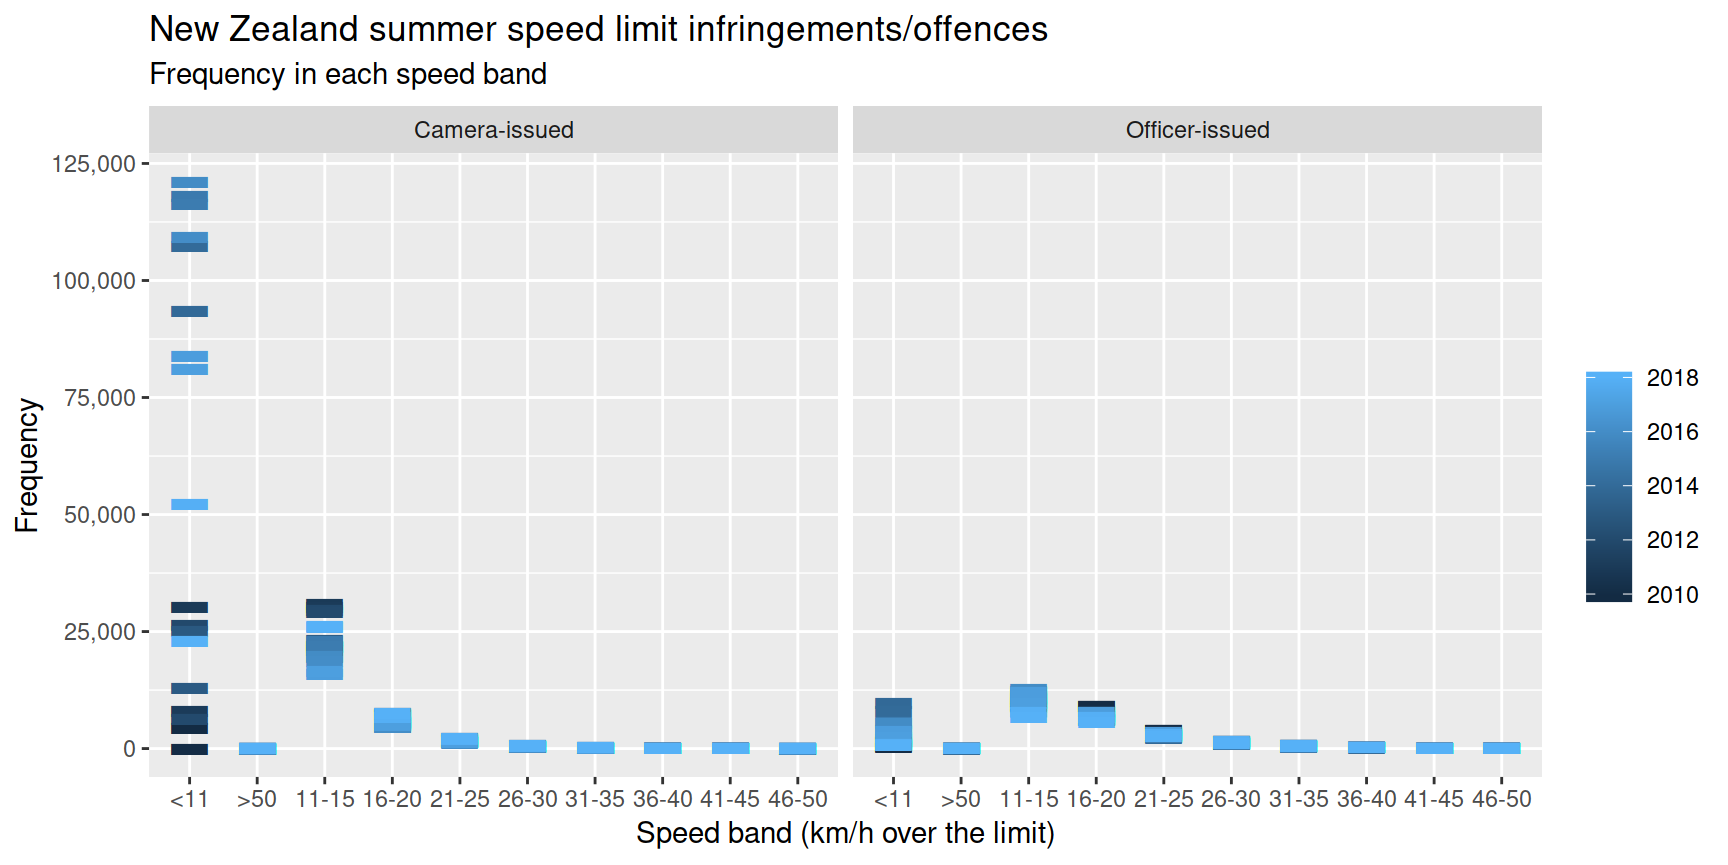 New Zealand summer speed limit infringements/offences
Frequency in each speed band
Camera-issued
Officer-issued
Frequency
125,000
100,000
75,000
50,000
25,000
0
<11 >50 11-15 16-20 21-25 26-30 31-35 36-40 41-45 46-50
<11 >50 11-15 16-20 21-25 26-30 31-35 36-40 41-45 46-50
Speed band (km/h over the limit)
2018
2016
2014
2012
2010